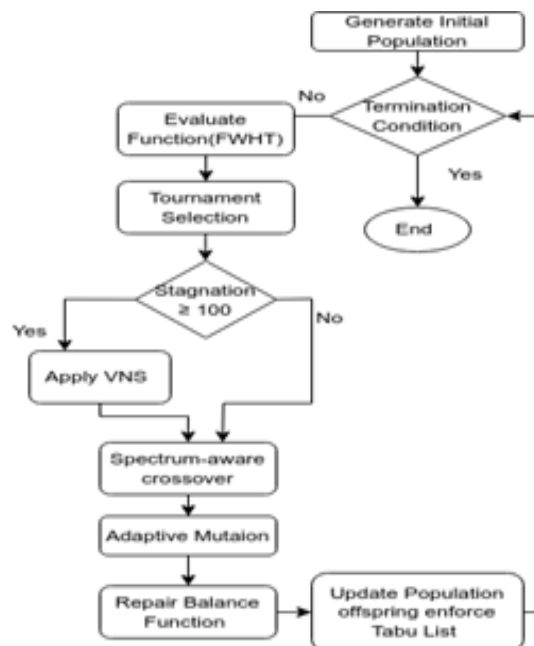 Generate Initial
Population
Termination
Condition
No
Yes
End
Evaluate
Function(FWHT)
Tournament
Selection
Stagnation
≥ 100
Yes
No
Apply VNS
Spectrum-aware
crossover
Adaptive Mutaion
Repair Balance
Function
Update Population
offspring enforce
Tabu List